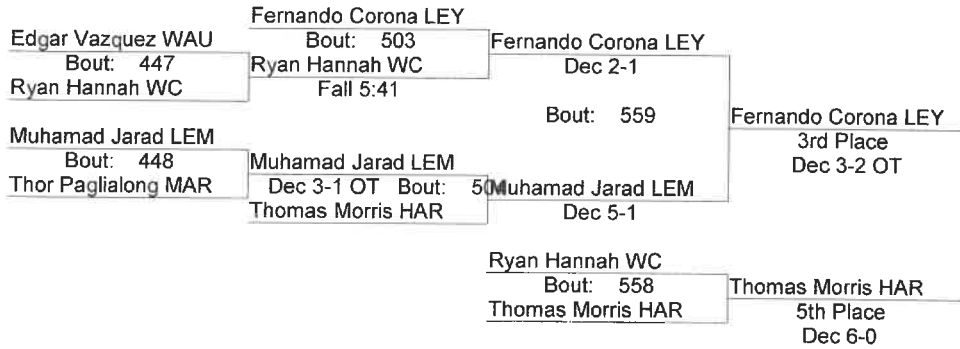 Fernando Corona LEY
Edgar Vazquez WAU
Bout: 503
Fernando Corona LEY
Bout: 447
Ryan Hannah WC
Dec 2-1
Ryan Hannah WC
Fall 5:41
Bout: 559
Fernando Corona LEY
Muhamad Jarad LEM
3rd Place
Bout: 448
Muhamad Jarad LEM
Dec 3-2 OT
Thor Paglialong MAR
Dec 3-1 OT Bout:
Muhamad Jarad LEM
Thomas Morris HAR
Dec 5-1
Ryan Hannah WC
Bout: 558
Thomas Morris HAR
Thomas Morris HAR
5th Place
Dec 6-0